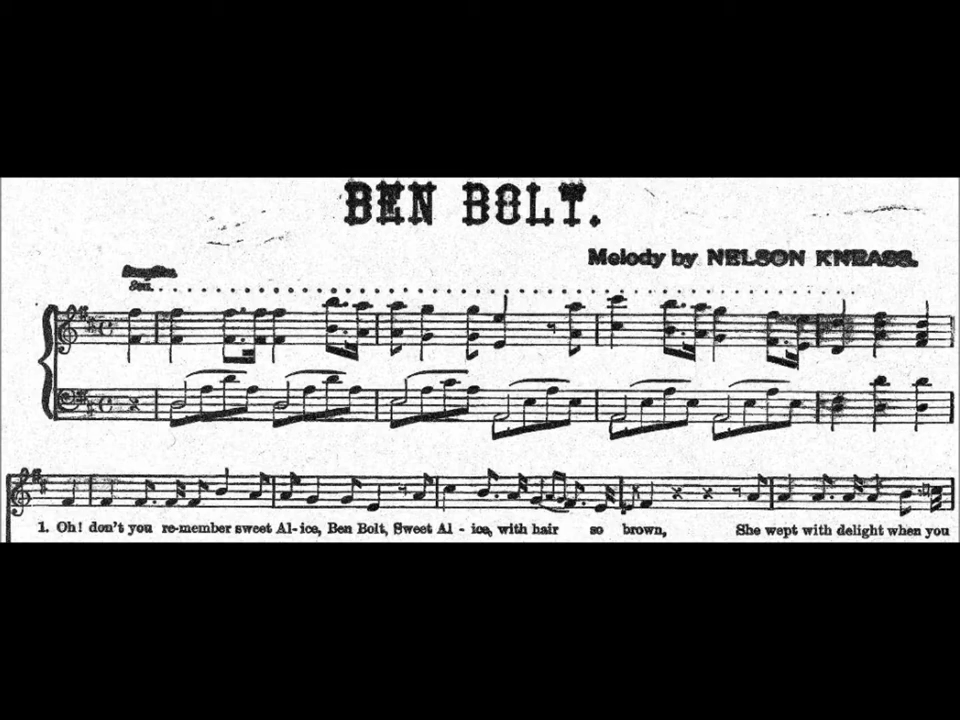 BEN BOLT.
Melody by NELSON KNEASS.
8va.
1. Oh! don't you re-member sweet Al-ice, Ben Bolt, Sweet Al - ice, with hair so brown, She wept with delight when you